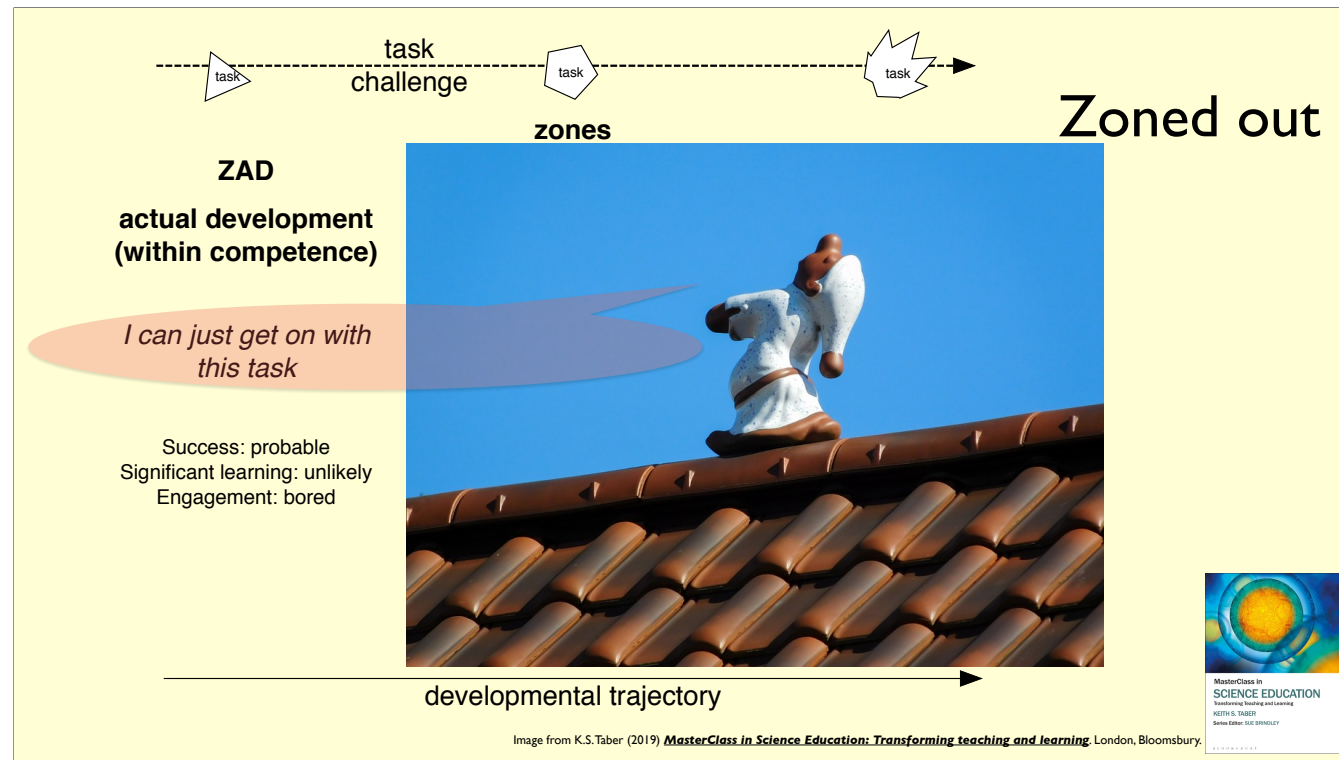 task
challenge
task
task
task
Zoned out
zones
ZAD
actual development
(within competence)
I can just get on with
this task
Success: probable
Significant learning: unlikely
Engagement: bored
developmental trajectory
MasterClass in
SCIENCE EDUCATION
Transforming Teaching and Learning
KEITH S. TABER
Series Editor: SUE BRINDLEY
BLOOMSBURY
Image from K.S. Taber (2019) MasterClass in Science Education: Transforming teaching and learning. London, Bloomsbury.